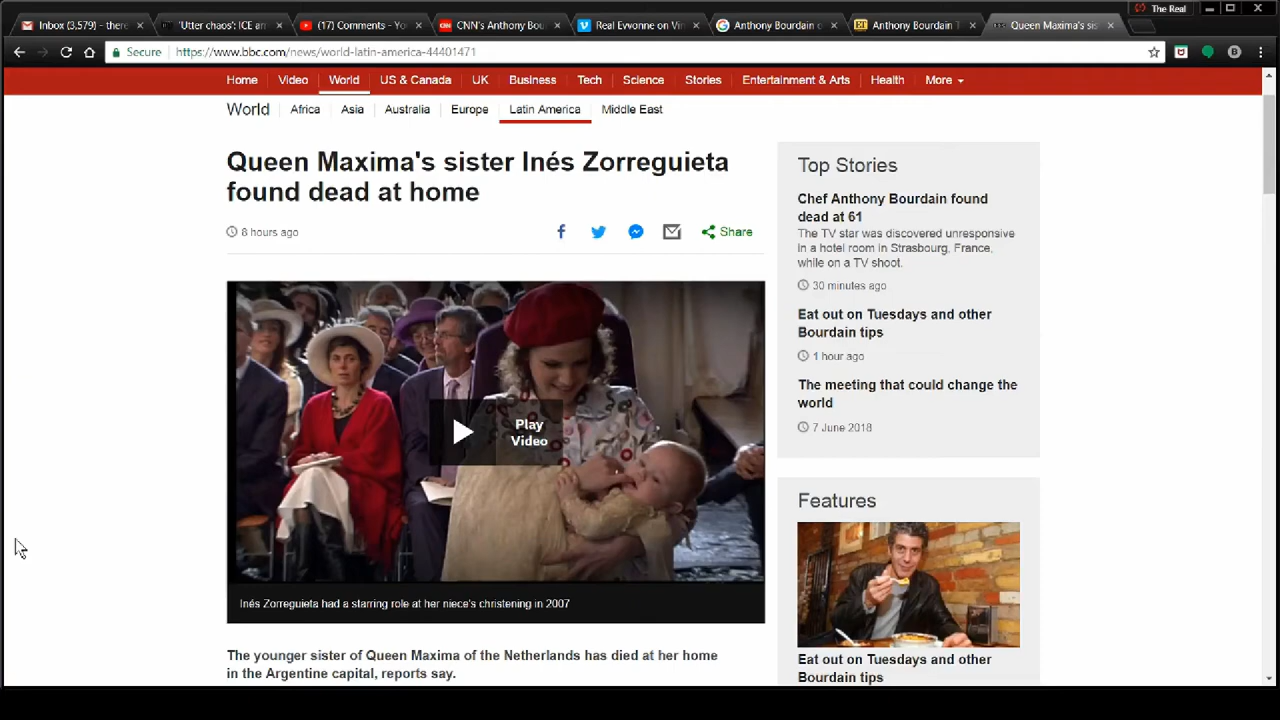 Inbox (3,579) - there
'Utter chaos': ICE arr
(17) Comments - Yo
CNN's Anthony Bou
Real Evvonne on Vi
Anthony Bourdain o
Anthony Bourdain T
Queen Maxima's sis
The Real
Secure https://www.bbc.com/news/world-latin-america-44401471
Home Video World US & Canada UK Business Tech Science Stories Entertainment & Arts Health More
World Africa Asia Australia Europe Latin America Middle East
Queen Maxima's sister Inés Zorreguieta
found dead at home
8 hours ago
Share
Play
Video
Inés Zorreguieta had a starring role at her niece's christening in 2007
The younger sister of Queen Maxima of the Netherlands has died at her home
in the Argentine capital, reports say.
Top Stories
Chef Anthony Bourdain found
dead at 61
The TV star was discovered unresponsive
in a hotel room in Strasbourg, France,
while on a TV shoot.
30 minutes ago
Eat out on Tuesdays and other
Bourdain tips
1 hour ago
The meeting that could change the
world
7 June 2018
Features
Eat out on Tuesdays and other
Bourdain tips